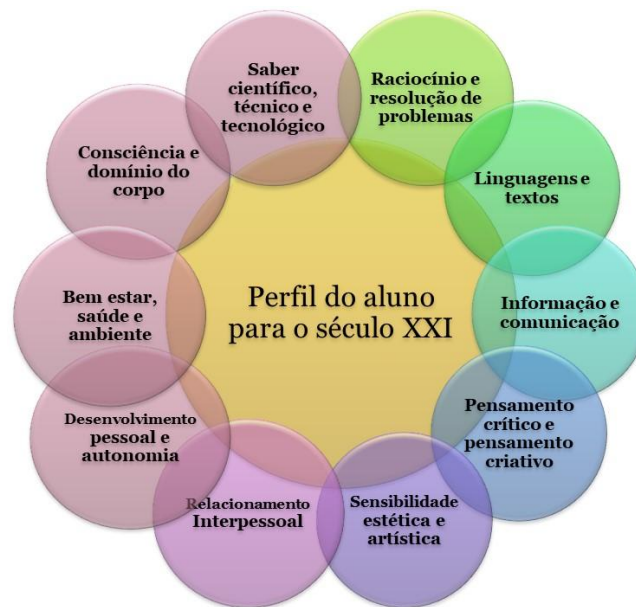 Perfil do aluno
para o século XXI
Raciocínio e
resolução de
problemas
Linguagens e
textos
Informação e
comunicação
Pensamento
crítico e
pensamento
criativo
Sensibilidade
estética e
artística
Relacionamento
Interpessoal
Desenvolvimento
pessoal e
autonomia
Bem estar,
saúde e
ambiente
Consciência e
domínio do
corpo
Saber
científico,
técnico e
tecnológico